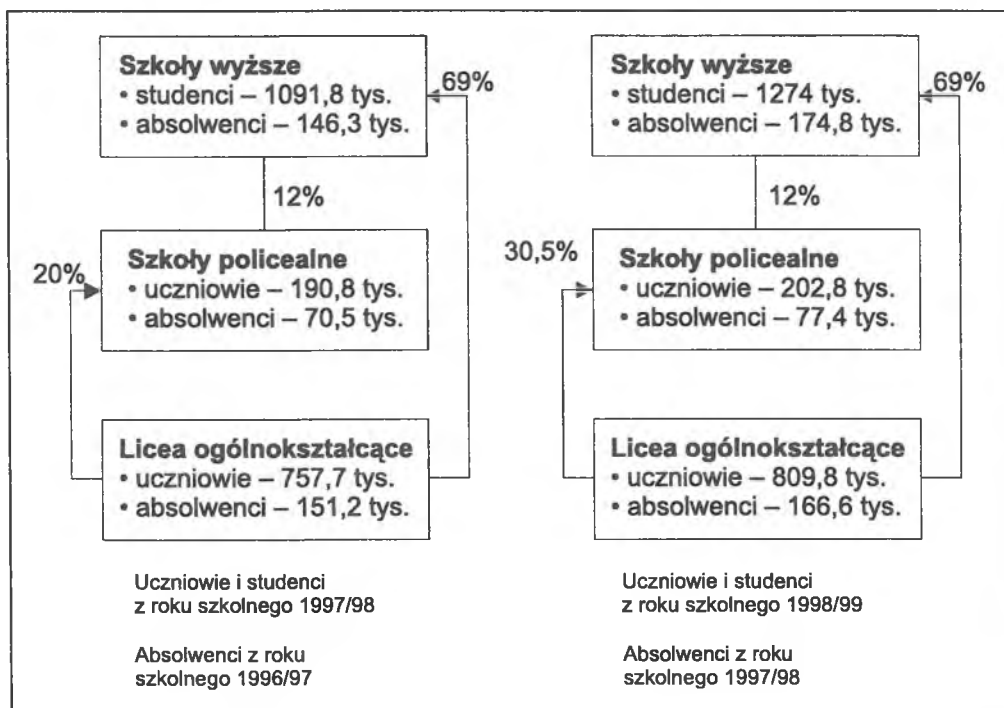 Szkoły wyższe
• studenci – 1091,8 tys.
• absolwenci – 146,3 tys.
69%
12%
20%
Szkoły policealne
• uczniowie – 190,8 tys.
• absolwenci – 70,5 tys.
Licea ogólnokształcące
• uczniowie – 757,7 tys.
• absolwenci – 151,2 tys.
Uczniowie i studenci
z roku szkolnego 1997/98
Absolwenci z roku
szkolnego 1996/97
Szkoły wyższe
• studenci – 1274 tys.
• absolwenci – 174,8 tys.
69%
12%
30,5%
Szkoły policealne
• uczniowie – 202,8 tys.
• absolwenci – 77,4 tys.
Licea ogólnokształcące
• uczniowie – 809,8 tys.
• absolwenci – 166,6 tys.
Uczniowie i studenci
z roku szkolnego 1998/99
Absolwenci z roku
szkolnego 1997/98